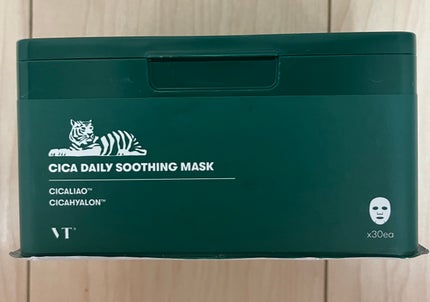 CICA DAILY SOOTHING MASK
CICALIAO™
CICAHYALON™
VT®
x30ea